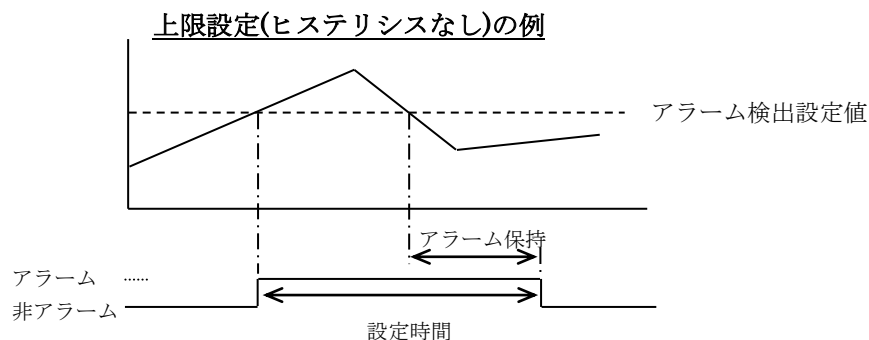 上限設定(ヒステリシスなし)の例
アラーム検出設定値
アラーム保持
アラーム ……
非アラーム
設定時間